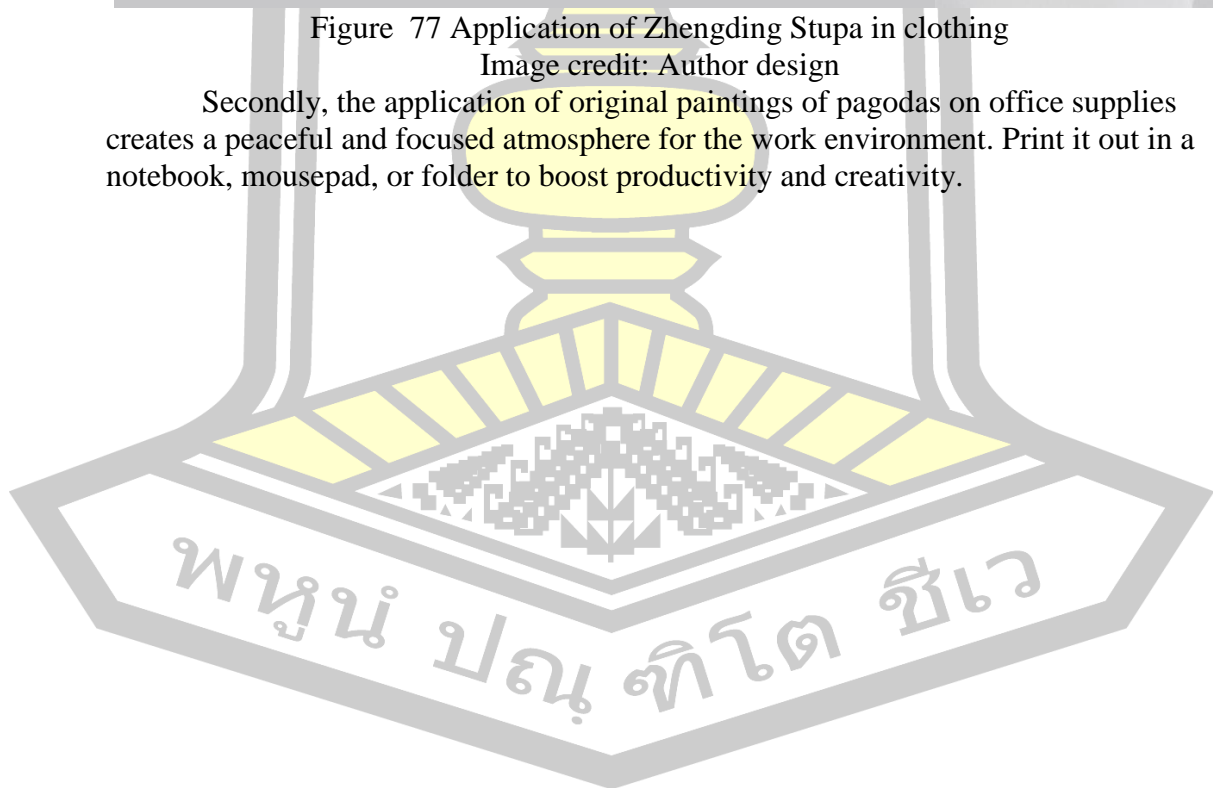 Figure  77 Application of Zhengding Stupa in clothing
Image credit: Author design
Secondly, the application of original paintings of pagodas on office supplies
creates a peaceful and focused atmosphere for the work environment. Print it out in a
notebook, mousepad, or folder to boost productivity and creativity.
พหูนํ ปณฺฑิโต ชีเว